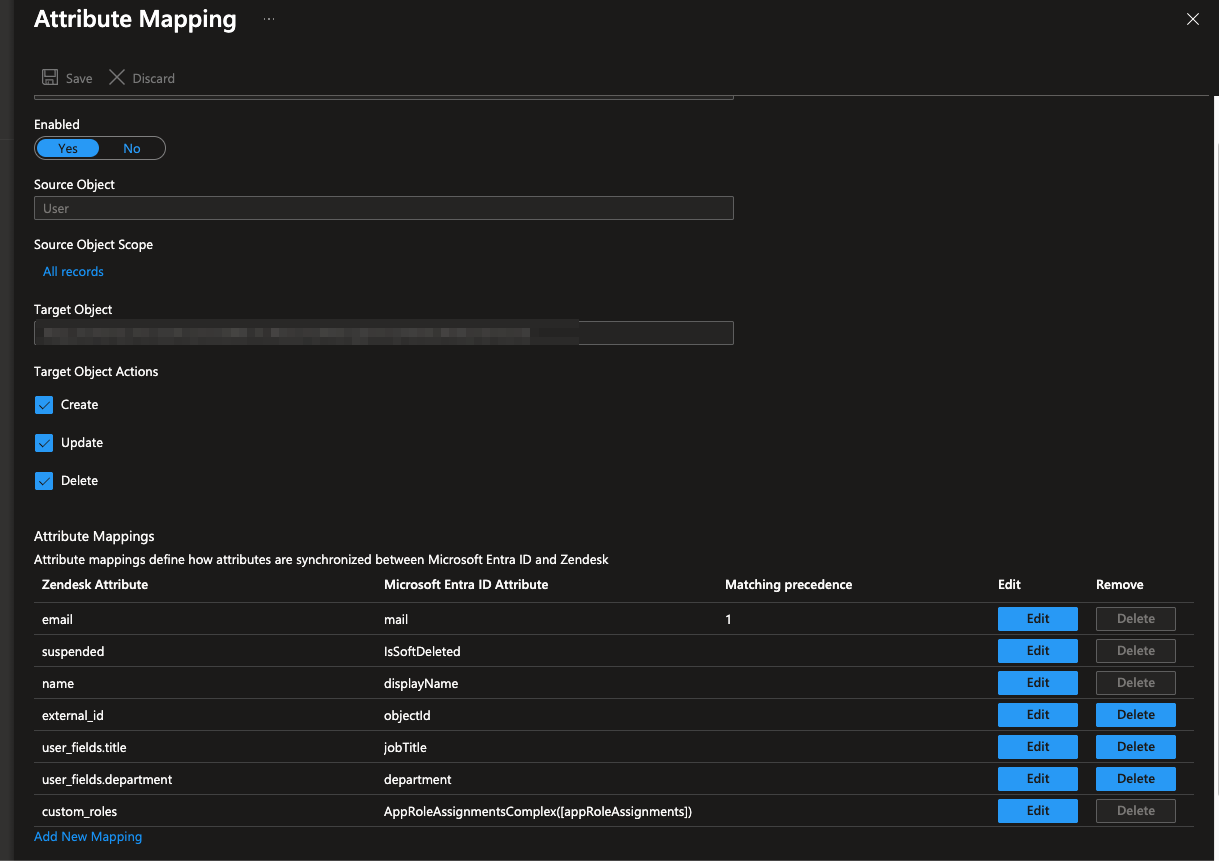 Attribute Mapping ...
Save Discard
Enabled
Yes No
Source Object
User
Source Object Scope
All records
Target Object
Target Object Actions
Create
Update
Delete
Attribute Mappings
Attribute mappings define how attributes are synchronized between Microsoft Entra ID and Zendesk
Zendesk Attribute Microsoft Entra ID Attribute Matching precedence Edit Remove
email mail 1 Edit Delete
suspended IsSoftDeleted Edit Delete
name displayName Edit Delete
external_id objectId Edit Delete
user_fields.title jobTitle Edit Delete
user_fields.department department Edit Delete
custom_roles AppRoleAssignmentsComplex([appRoleAssignments]) Edit Delete
Add New Mapping